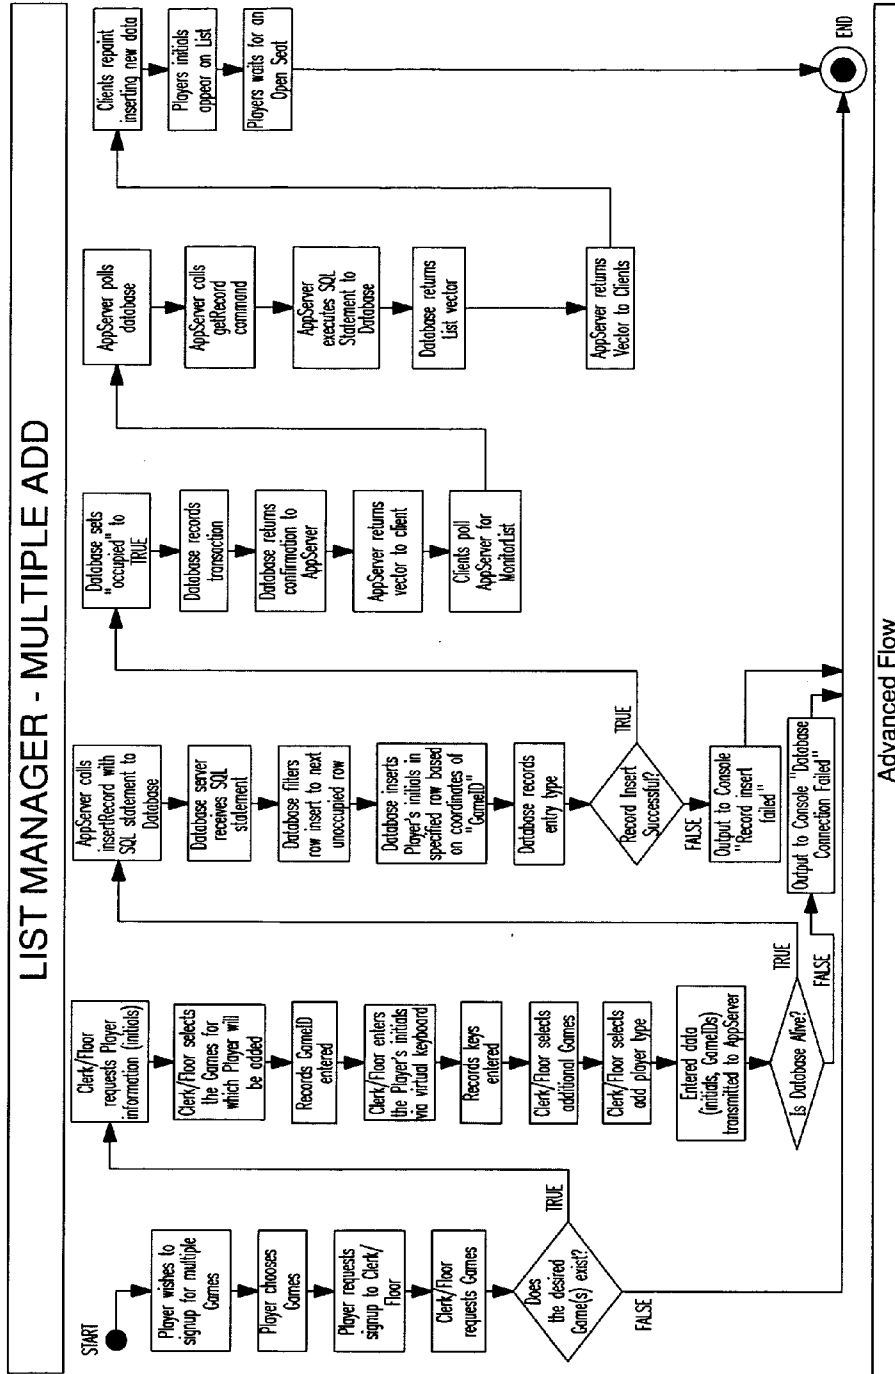 LIST MANAGER - MULTIPLE ADD
START
Player wishes to
signup for multiple
Games
Player chooses
Games
Player requests
signup to Clerk/
Floor
Clerk/Floor
requests Games
Does
the desired
Game(s) exist?
TRUE
FALSE
Clerk/Floor
requests Player
information (initials)
Clerk/Floor selects
the Games for
which Player will
be added
Records GameID
entered
Clerk/Floor enters
the Player's initials
via virtual keyboard
Records keys
entered
Clerk/Floor selects
additional Games
Clerk/Floor selects
add player type
Entered data
(initials, GameIDs)
transmitted to AppServer
Is Database Alive?
TRUE
FALSE
AppServer calls
insertRecord with
SQL statement to
Database
Database server
receives SQL
statement
Database filters
row insert to next
unoccupied row
Database inserts
Player's initials in
specified row based
on coordinates of
"GameID"
Database records
entry type
Record Insert
Successful?
TRUE
FALSE
Output to Console
"Record insert
failed"
Output to Console "Database
Connection Failed"
Database sets
"occupied" to
TRUE
Database records
transaction
Database returns
confirmation to
AppServer
AppServer returns
vector to client
Clients poll
AppServer for
MonitorList
AppServer polls
database
AppServer calls
getRecord
command
AppServer
executes SQL
Statement to
Database
Database returns
List vector
AppServer returns
Vector to Clients
Clients repaint
inserting new data
Players initials
appear on List
Players waits for an
Open Seat
END
Advanced Flow